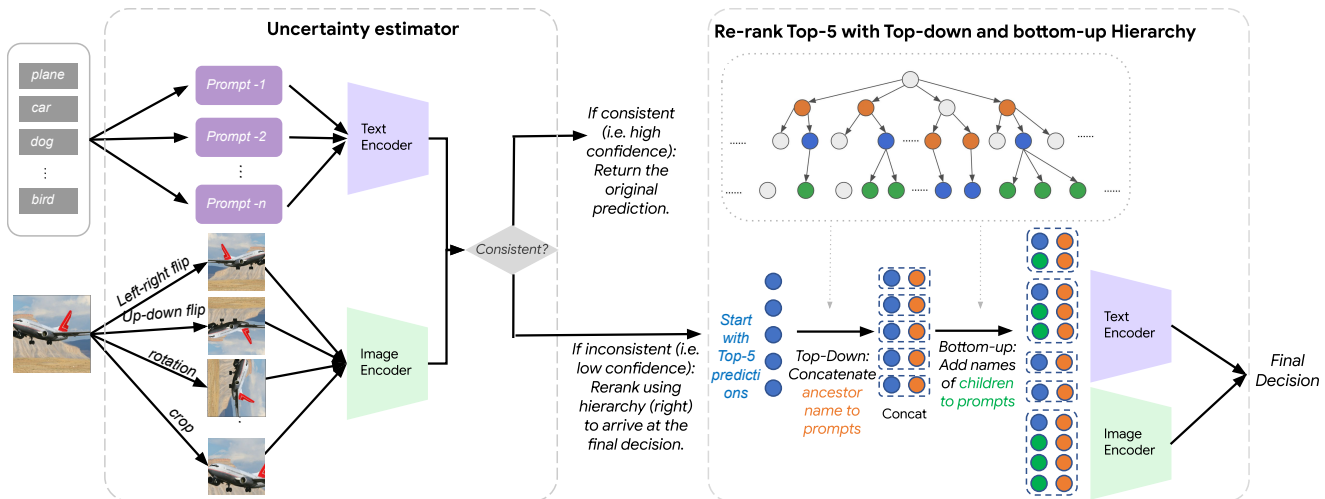 Uncertainty estimator
plane
car
dog
⋮
bird
Prompt -1
Prompt -2
⋮
Prompt -n
Text
Encoder
Left-right flip
Up-down flip
rotation
crop
Image
Encoder
Consistent?
If consistent
(i.e. high
confidence):
Return the
original
prediction.
If inconsistent (i.e.
low confidence):
Rerank using
hierarchy (right)
to arrive at the
final decision.
Re-rank Top-5 with Top-down and bottom-up Hierarchy
......
......
......
......
......
......
Start
with
Top-5
predicti
ons
Top-Down:
Concatenate
ancestor
name to
prompts
Concat
Bottom-up:
Add names
of children
to prompts
Text
Encoder
Image
Encoder
Final
Decision